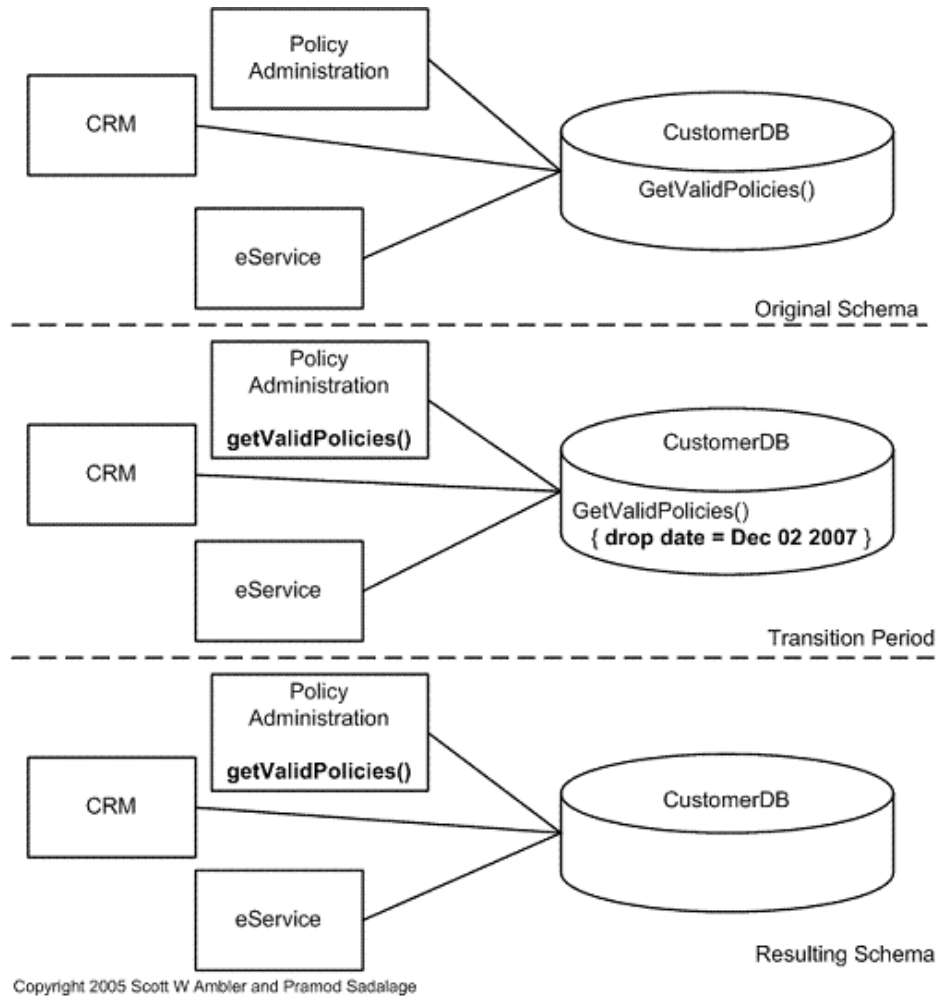 Policy
Administration
CRM
CustomerDB
GetValidPolicies()
eService
Original Schema
Policy
Administration
getValidPolicies()
CRM
CustomerDB
GetValidPolicies()
{ drop date = Dec 02 2007 }
eService
Transition Period
Policy
Administration
getValidPolicies()
CRM
CustomerDB
eService
Resulting Schema
Copyright 2005 Scott W Ambler and Pramod Sadalage